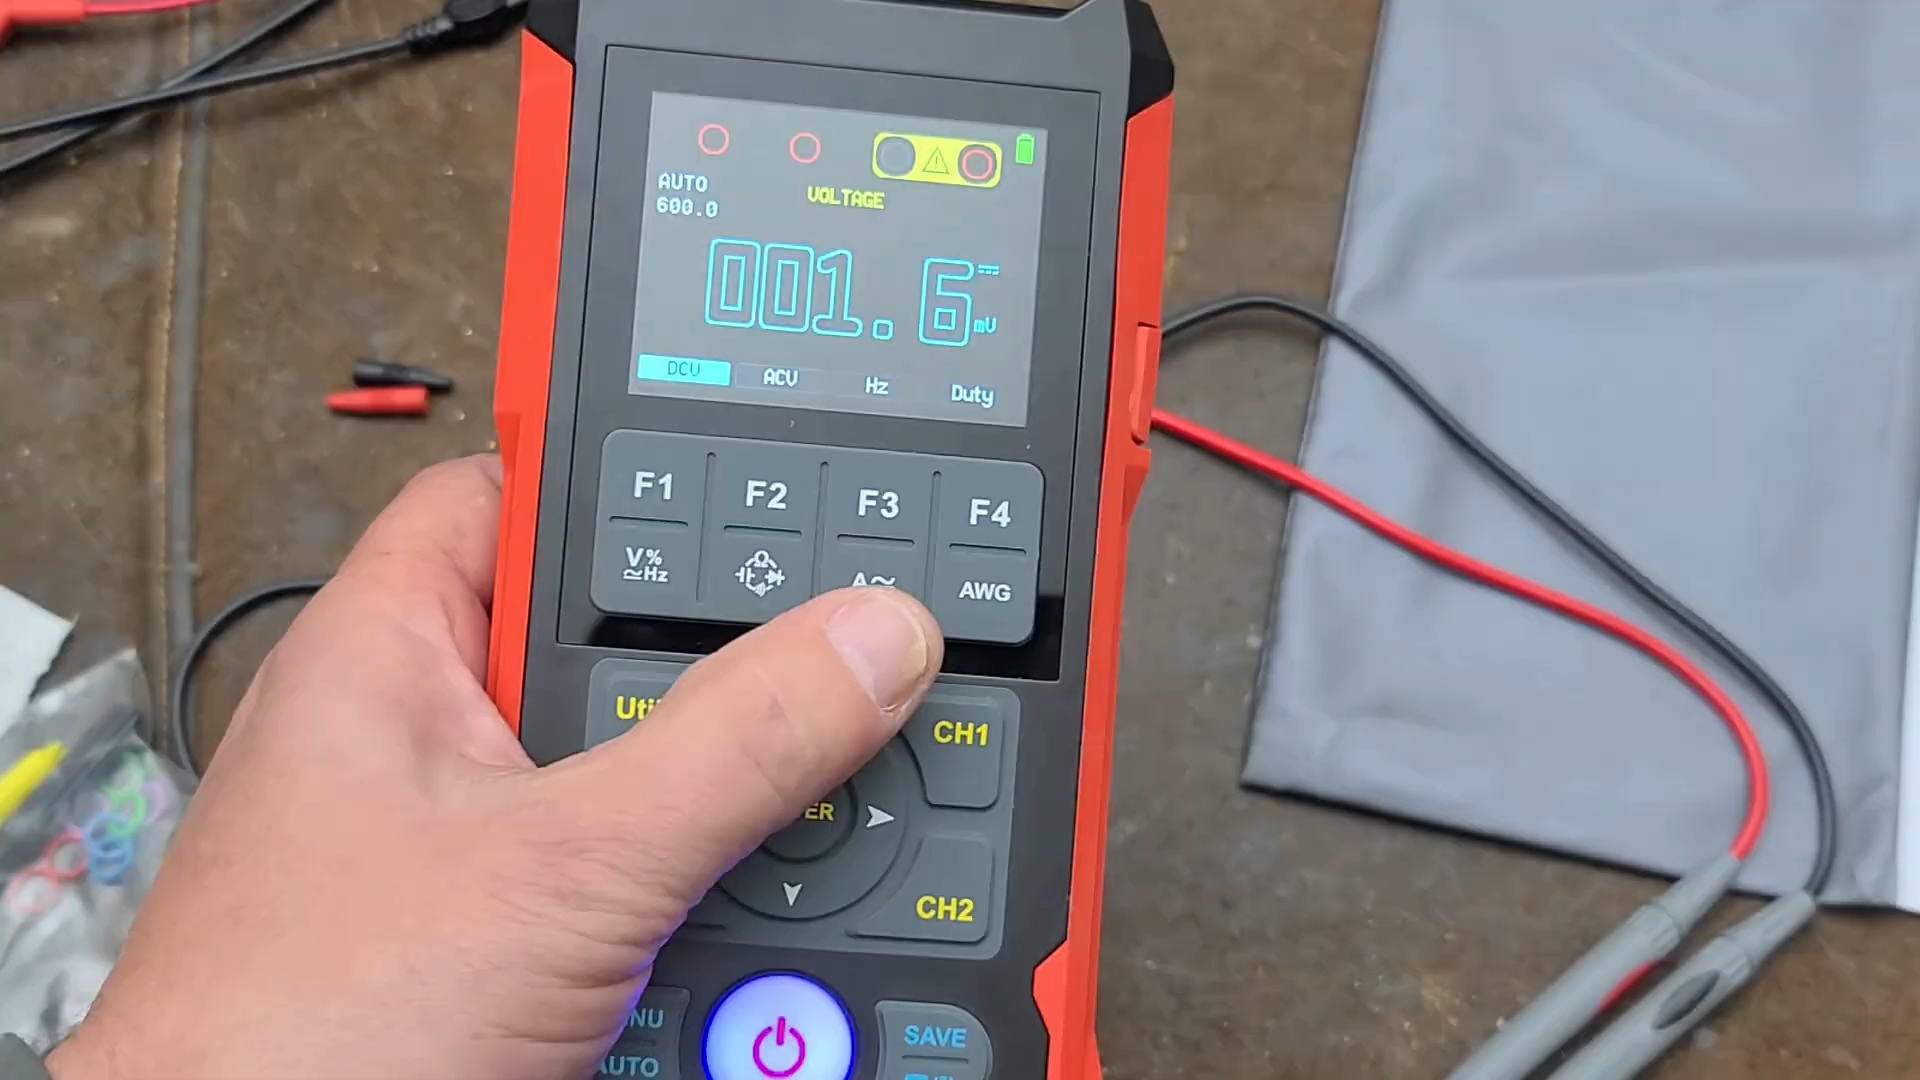 AUTO
600.0
VOLTAGE
001.6 mV
DCV ACV Hz Duty
F1 F2 F3 F4
V% ≃Hz Ω A≃ AWG
CH1
CH2
SAVE
AUTO